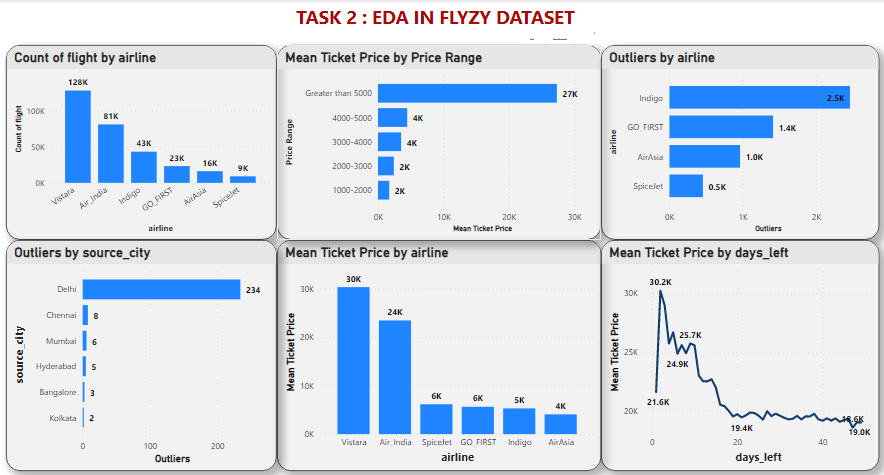 TASK 2 : EDA IN FLYZY DATASET
Count of flight by airline
Count of flight
100K
50K
0K
128K
81K
43K
23K
16K
9K
Vistara
Air_India
Indigo
GO_FIRST
AirAsia
SpiceJet
airline
Mean Ticket Price by Price Range
Price Range
Greater than 5000
27K
4000-5000
4K
3000-4000
4K
2000-3000
2K
1000-2000
2K
0K
10K
20K
30K
Mean Ticket Price
Outliers by airline
airline
Indigo
2.5K
GO_FIRST
1.4K
AirAsia
1.0K
SpiceJet
0.5K
0K
1K
2K
Outliers
Outliers by source_city
source_city
Delhi
234
Chennai
8
Mumbai
6
Hyderabad
5
Bangalore
3
Kolkata
2
0
100
200
Outliers
Mean Ticket Price by airline
Mean Ticket Price
30K
20K
10K
0K
30K
24K
6K
6K
5K
4K
Vistara
Air_India
SpiceJet
GO_FIRST
Indigo
AirAsia
airline
Mean Ticket Price by days_left
Mean Ticket Price
30K
25K
20K
30.2K
25.7K
24.9K
21.6K
19.4K
18.6K
19.0K
0
20
40
days_left